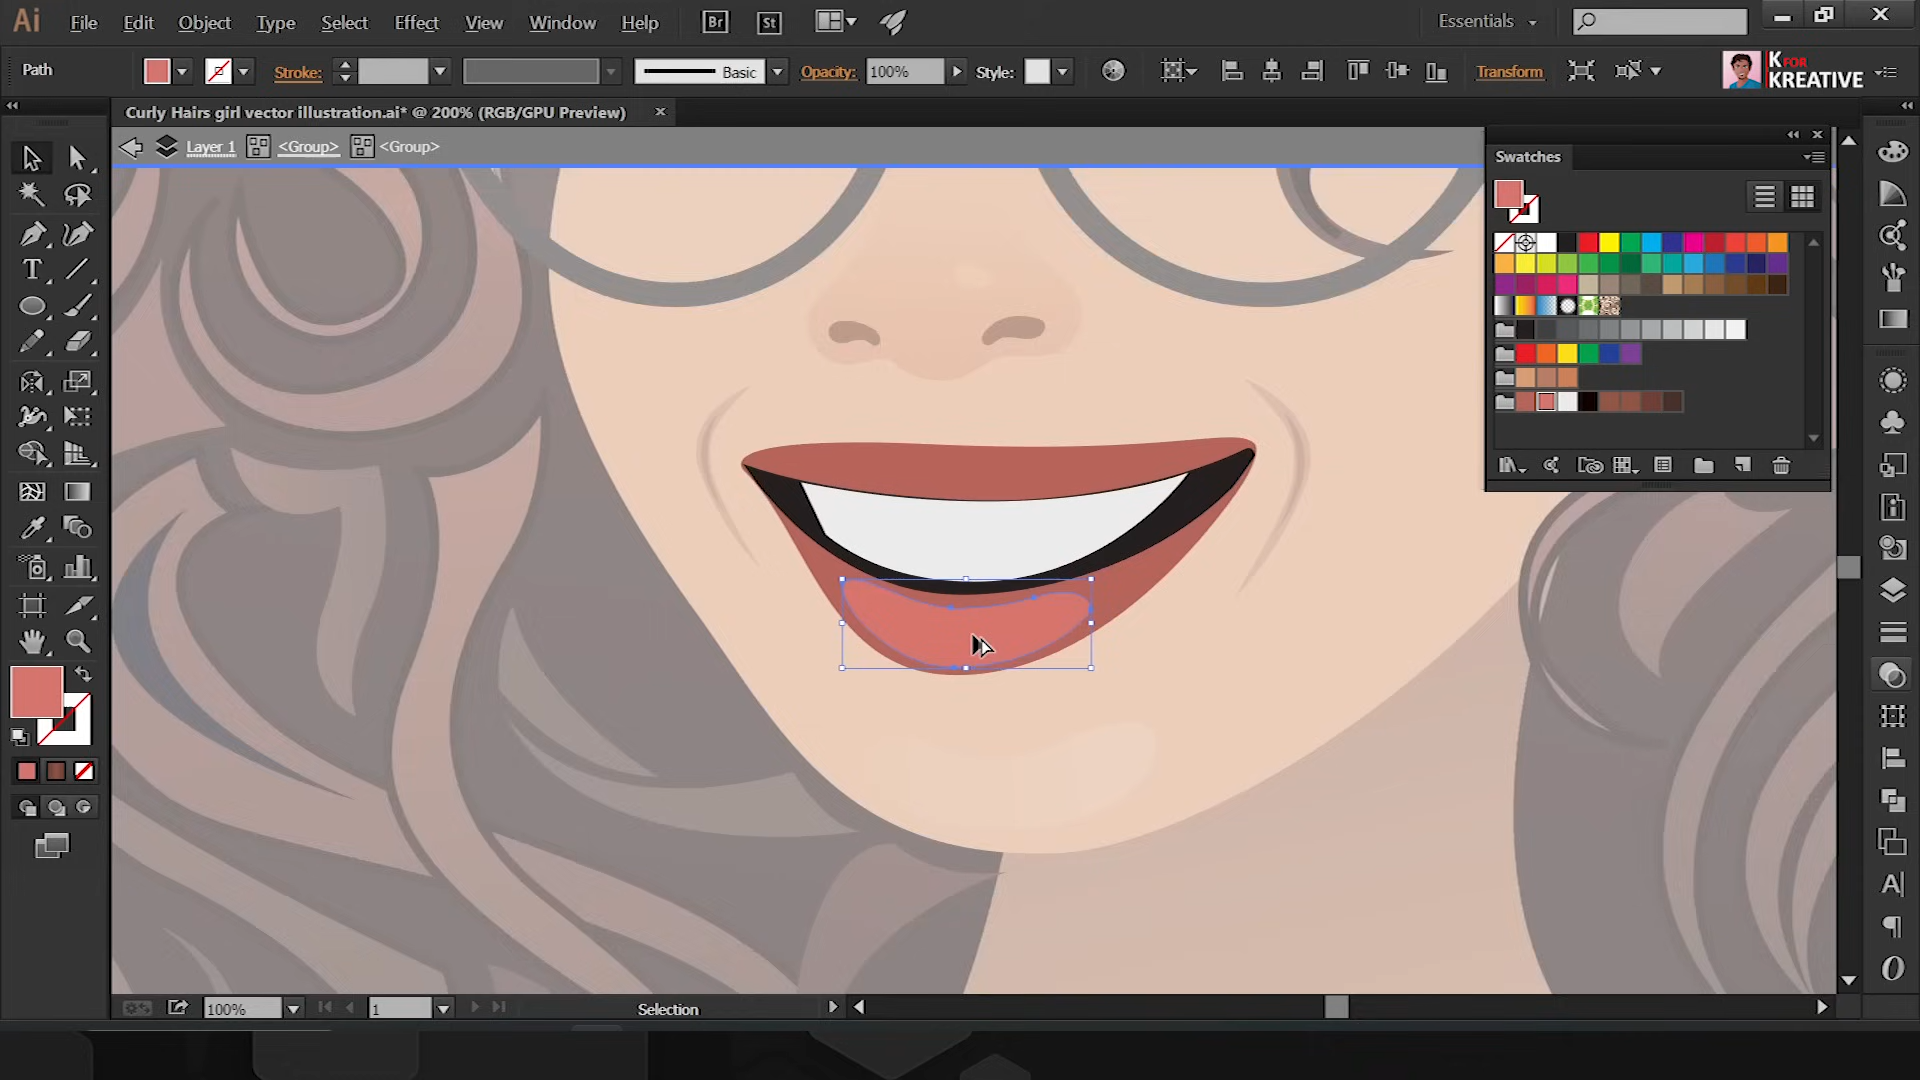 Ai File Edit Object Type Select Effect View Window Help Br St Essentials
Path Stroke: Basic Opacity: 100% Style: Transform K FOR KREATIVE
Curly Hairs girl vector illustration.ai* @ 200% (RGB/GPU Preview)
Layer 1 <Group> <Group>
Swatches
100% 1 Selection